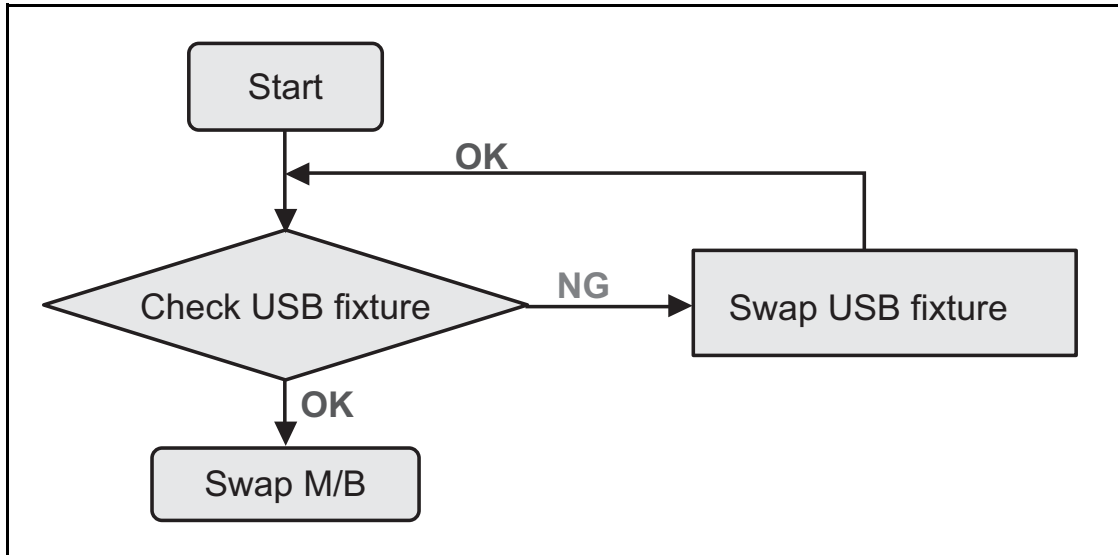 Start
OK
Check USB fixture
NG
Swap USB fixture
OK
Swap M/B